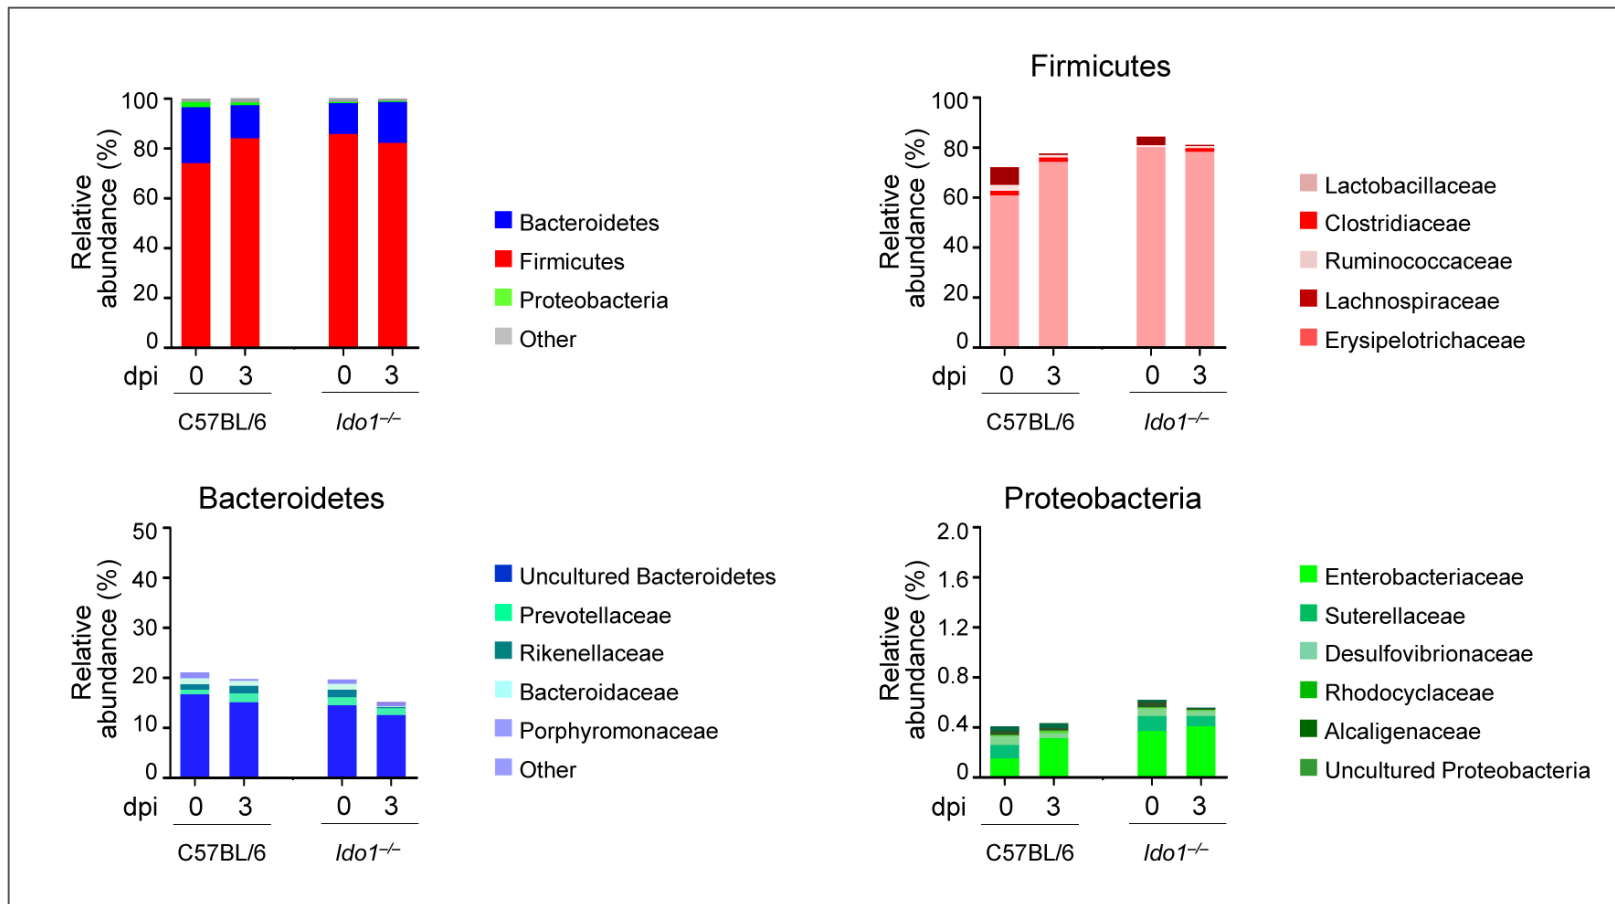 100
80
60
40
20
0
Relative
abundance (%)
Bacteroidetes
Firmicutes
Proteobacteria
Other
dpi 0 3 0 3
C57BL/6 Ido1–/–
Firmicutes
100
80
60
40
20
0
Relative
abundance (%)
Lactobacillaceae
Clostridiaceae
Ruminococcaceae
Lachnospiraceae
Erysipelotrichaceae
dpi 0 3 0 3
C57BL/6 Ido1–/–
Bacteroidetes
50
40
30
20
10
0
Relative
abundance (%)
Uncultured Bacteroidetes
Prevotellaceae
Rikenellaceae
Bacteroidaceae
Porphyromonaceae
Other
dpi 0 3 0 3
C57BL/6 Ido1–/–
Proteobacteria
2.0
1.6
1.2
0.8
0.4
0
Relative
abundance (%)
Enterobacteriaceae
Suterellaceae
Desulfovibrionaceae
Rhodocyclaceae
Alcaligenaceae
Uncultured Proteobacteria
dpi 0 3 0 3
C57BL/6 Ido1–/–